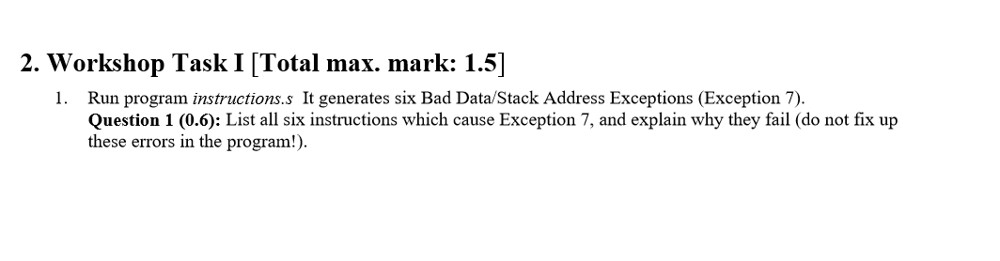 2. Workshop Task I [Total max. mark: 1.5]
1. Run program instructions.s It generates six Bad Data/Stack Address Exceptions (Exception 7).
Question 1 (0.6): List all six instructions which cause Exception 7, and explain why they fail (do not fix up
these errors in the program!).